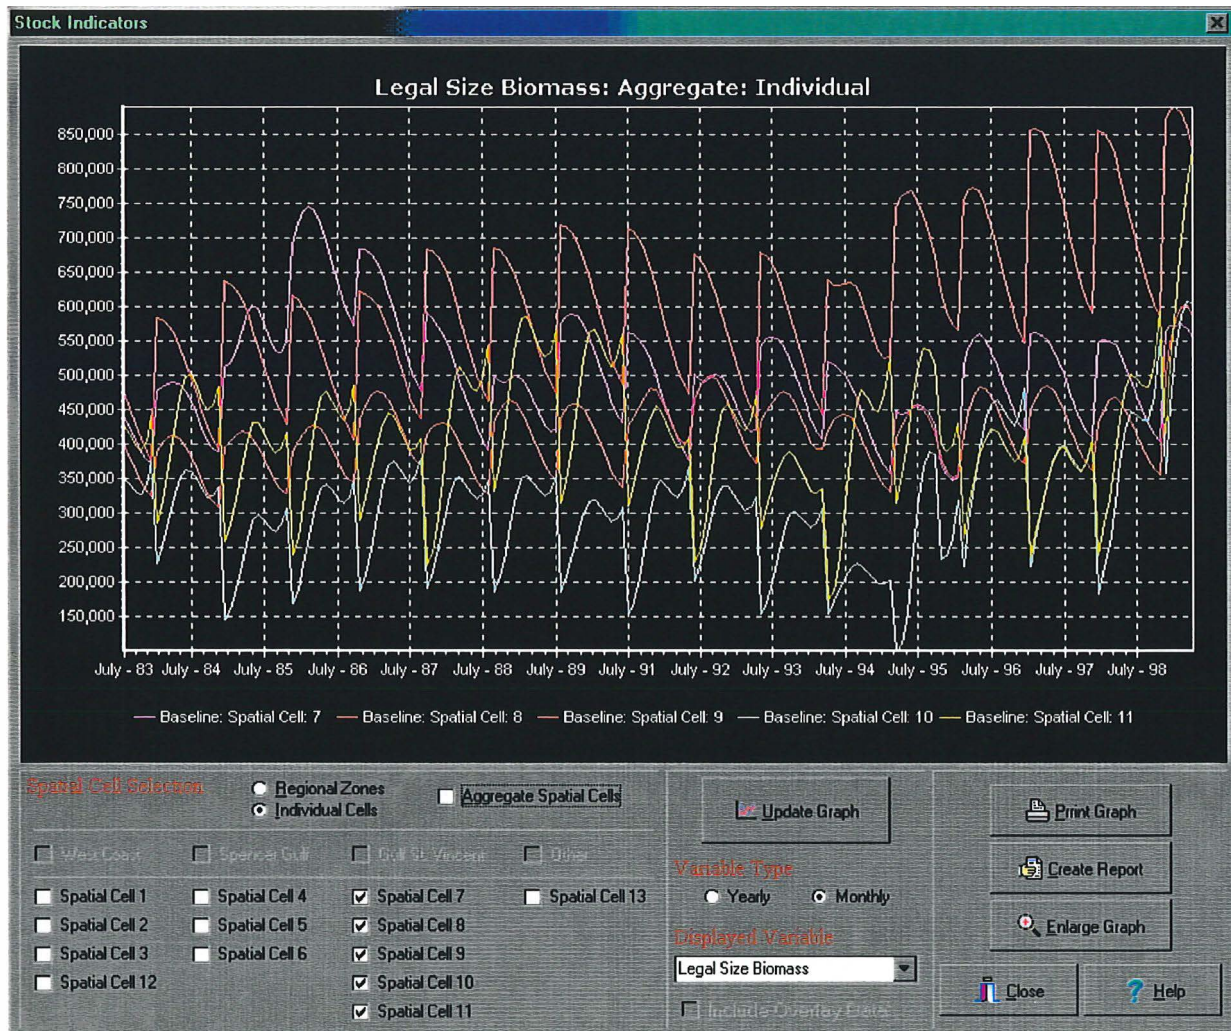 Stock Indicators
Legal Size Biomass: Aggregate: Individual
850,000
800,000
750,000
700,000
650,000
600,000
550,000
500,000
450,000
400,000
350,000
300,000
250,000
200,000
150,000
July - 83 July - 84 July - 85 July - 86 July - 87 July - 88 July - 89 July - 91 July - 92 July - 93 July - 94 July - 95 July - 96 July - 97 July - 98
Baseline: Spatial Cell: 7 Baseline: Spatial Cell: 8 Baseline: Spatial Cell: 9 Baseline: Spatial Cell: 10 Baseline: Spatial Cell: 11
Spatial Cell Selection
Regional Zones
Individual Cells
Aggregate Spatial Cells
West Coast Spencer Gulf Gulf St. Vincent Other
Spatial Cell 1 Spatial Cell 4 Spatial Cell 7 Spatial Cell 13
Spatial Cell 2 Spatial Cell 5 Spatial Cell 8
Spatial Cell 3 Spatial Cell 6 Spatial Cell 9
Spatial Cell 12 Spatial Cell 10
Spatial Cell 11
Update Graph
Variable Type
Yearly Monthly
Displayed Variable
Legal Size Biomass
Include Overlay Data
Print Graph
Create Report
Enlarge Graph
Close Help